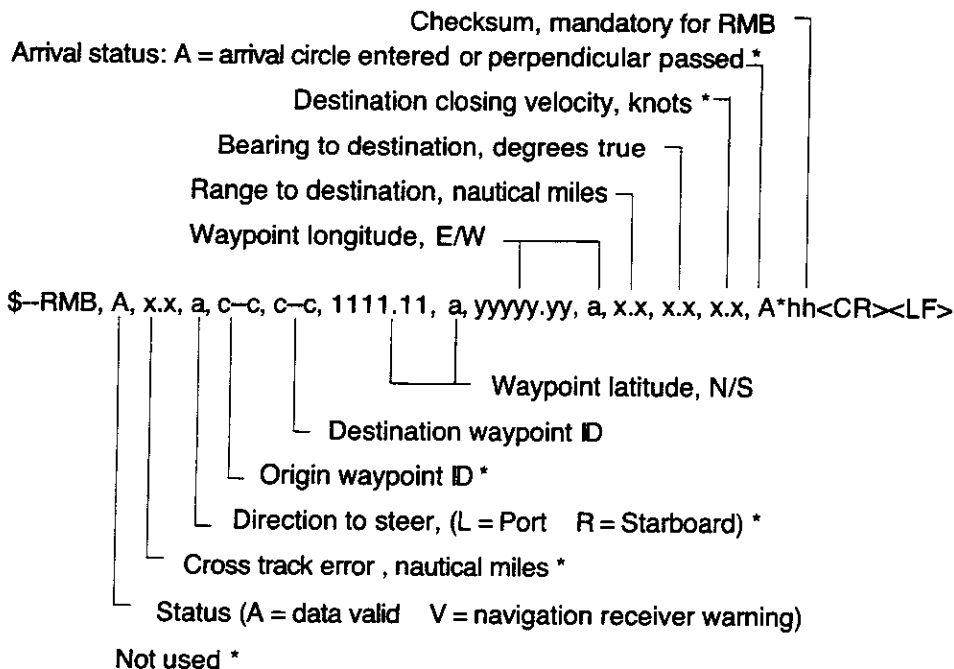 Checksum, mandatory for RMB
Arrival status: A = arrival circle entered or perpendicular passed *
Destination closing velocity, knots *
Bearing to destination, degrees true
Range to destination, nautical miles
Waypoint longitude, E/W
$--RMB, A, x.x, a, c--c, c--c, 1111.11, a, yyyyy.yy, a, x.x, x.x, x.x, A*hh<CR><LF>
Waypoint latitude, N/S
Destination waypoint ID
Origin waypoint ID *
Direction to steer, (L = Port R = Starboard) *
Cross track error , nautical miles *
Status (A = data valid V = navigation receiver warning)
Not used *